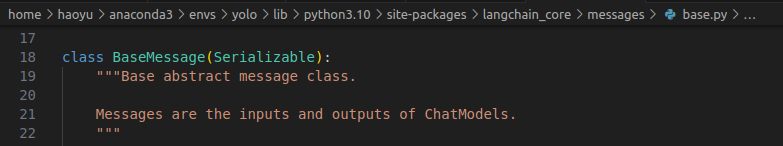 home > haoyu > anaconda3 > envs > yolo > lib > python3.10 > site-packages > langchain_core > messages > base.py > ...
17
18 class BaseMessage(Serializable):
19     """Base abstract message class.
20
21     Messages are the inputs and outputs of ChatModels.
22     """